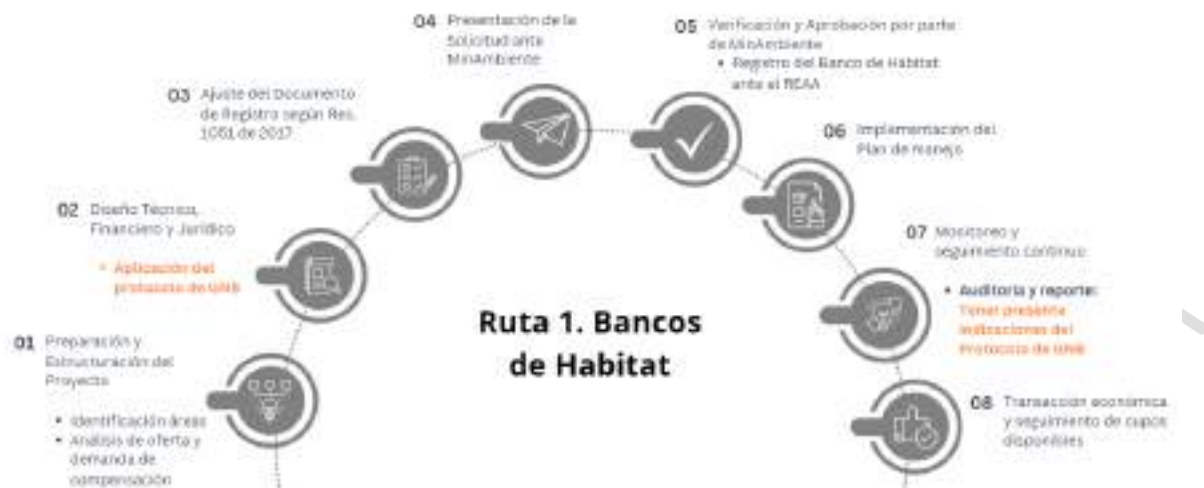 01 Preparación y
Estructuración del
Proyecto
• Identificación áreas
• Análisis de oferta y
demanda de
compensación
02 Diseño Técnico,
Financiero y Jurídico
• Aplicación del
protocolo de UNB
03 Ajuste del Documento
de Registro según Res.
1051 de 2017
04 Presentación de la
Solicitud ante
MinAmbiente
05 Verificación y Aprobación por parte
de MinAmbiente
• Registro del Banco de Hábitat
ante el REAA
06 Implementación del
Plan de manejo
07 Monitoreo y
seguimiento continuo
• Auditoría y reporte:
Tener presente
indicaciones del
Protocolo de UNB
08 Transacción económica
y seguimiento de cupos
disponibles
Ruta 1. Bancos
de Habitat